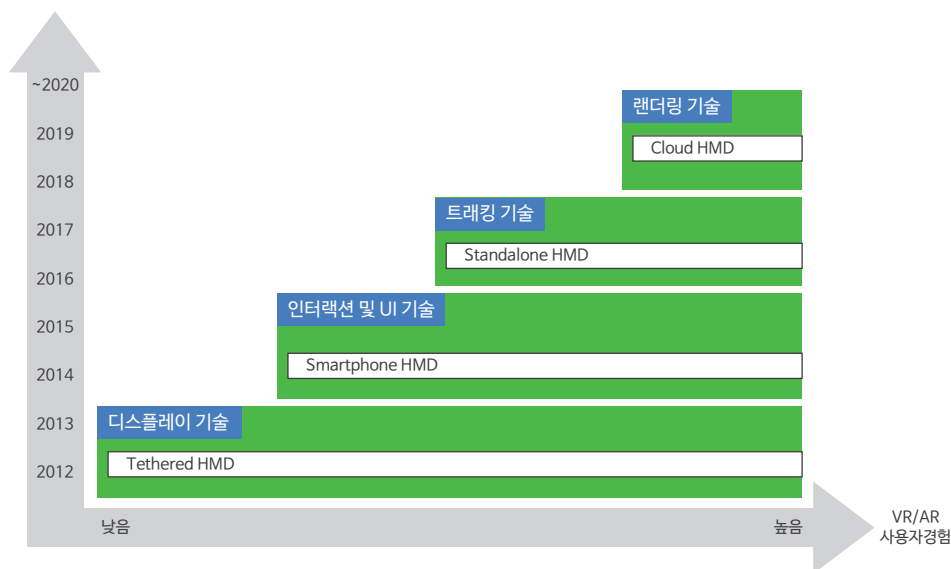 ~2020
랜더링 기술
2019
Cloud HMD
2018
트래킹 기술
2017
Standalone HMD
2016
인터랙션 및 UI 기술
2015
Smartphone HMD
2014
디스플레이 기술
2013
Tethered HMD
2012
낮음
높음
VR/AR
사용자경험